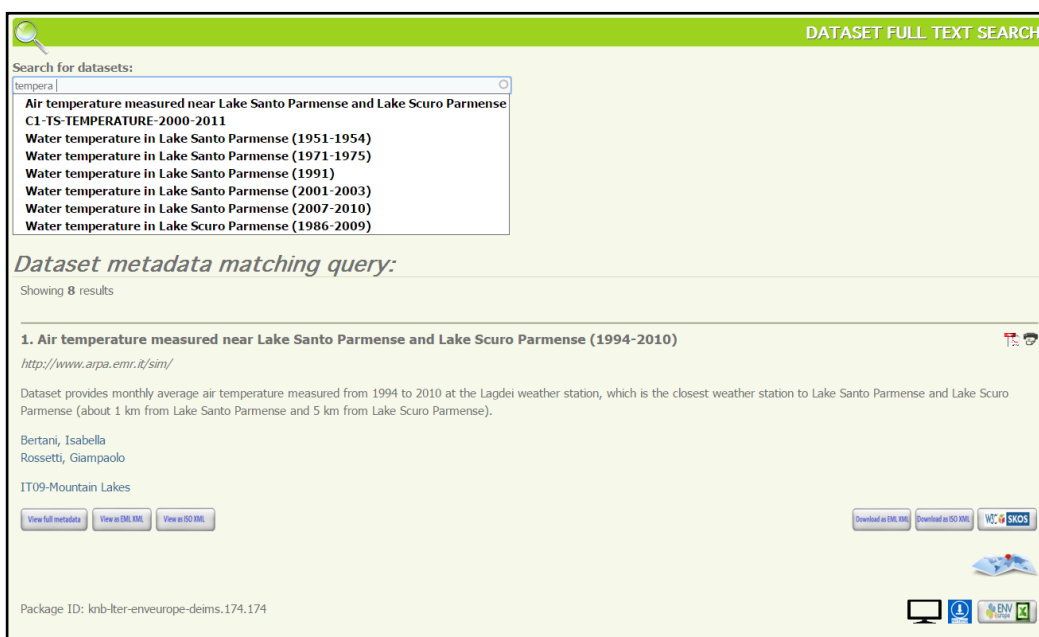 DATASET FULL TEXT SEARCH
Search for datasets:
tempera
Air temperature measured near Lake Santo Parmense and Lake Scuro Parmense
C1-TS-TEMPERATURE-2000-2011
Water temperature in Lake Santo Parmense (1951-1954)
Water temperature in Lake Santo Parmense (1971-1975)
Water temperature in Lake Santo Parmense (1991)
Water temperature in Lake Santo Parmense (2001-2003)
Water temperature in Lake Santo Parmense (2007-2010)
Water temperature in Lake Scuro Parmense (1986-2009)
Dataset metadata matching query:
Showing 8 results
1. Air temperature measured near Lake Santo Parmense and Lake Scuro Parmense (1994-2010)
http://www.arpa.emr.it/sim/
Dataset provides monthly average air temperature measured from 1994 to 2010 at the Lagdei weather station, which is the closest weather station to Lake Santo Parmense and Lake Scuro
Parmense (about 1 km from Lake Santo Parmense and 5 km from Lake Scuro Parmense).
Bertani, Isabella
Rossetti, Giampaolo
IT09-Mountain Lakes
View full metadata View as EML XML View as ISO XML Download as EML XML Download as ISO XML W3C SKOS
Package ID: knb-lter-enveurope-deims.174.174 ENV Europe X